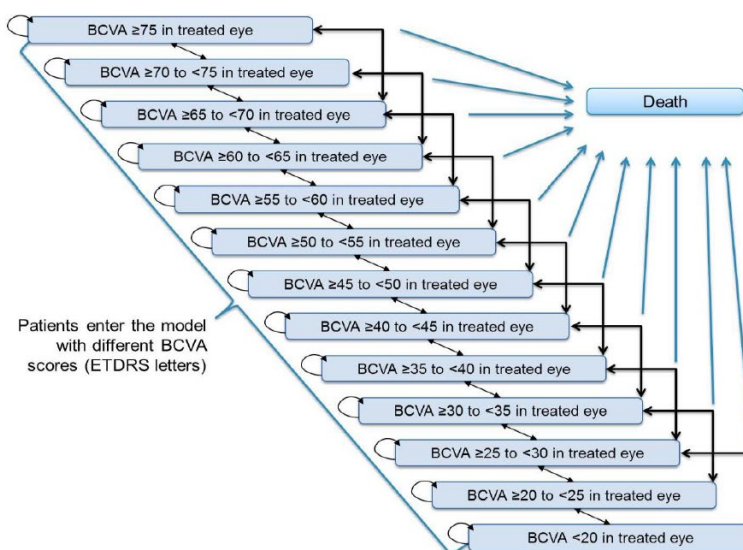 BCVA ≥75 in treated eye
BCVA ≥70 to <75 in treated eye
Death
BCVA ≥65 to <70 in treated eye
BCVA ≥60 to <65 in treated eye
BCVA ≥55 to <60 in treated eye
BCVA ≥50 to <55 in treated eye
BCVA ≥45 to <50 in treated eye
BCVA ≥40 to <45 in treated eye
Patients enter the model
with different BCVA
scores (ETDRS letters)
BCVA ≥35 to <40 in treated eye
BCVA ≥30 to <35 in treated eye
BCVA ≥25 to <30 in treated eye
BCVA ≥20 to <25 in treated eye
BCVA <20 in treated eye